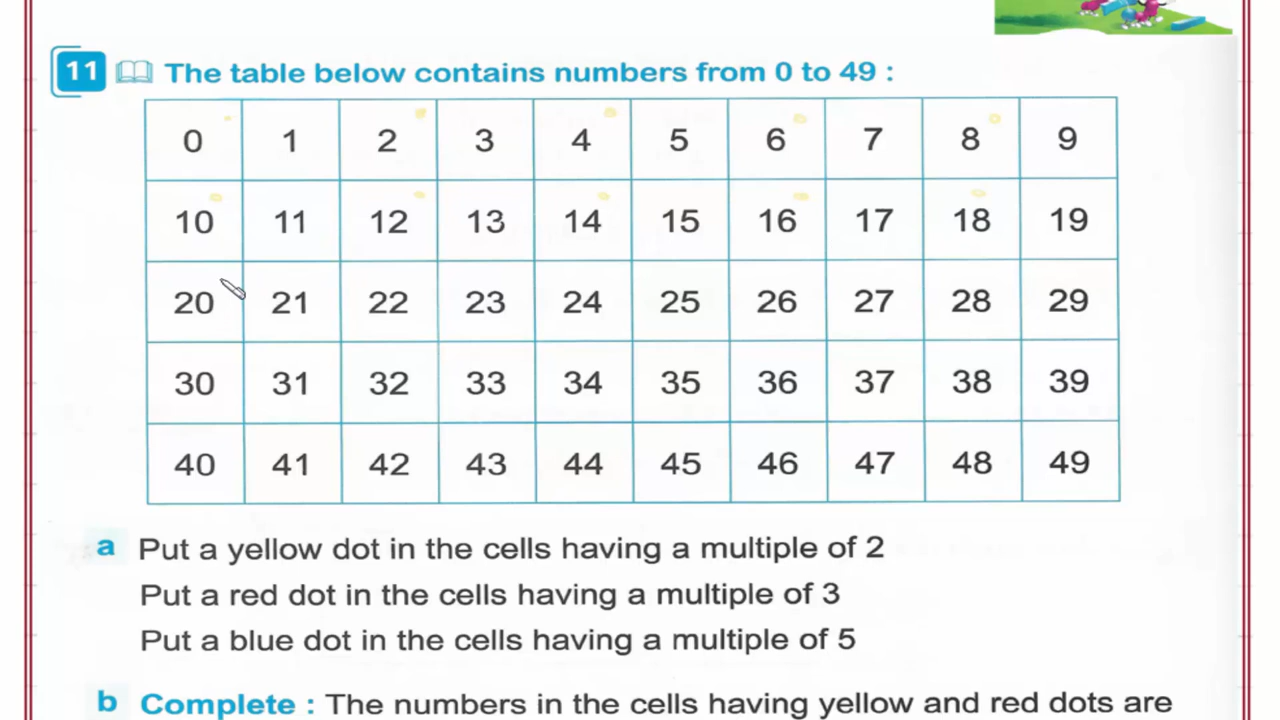 11 The table below contains numbers from 0 to 49 :
0 1 2 3 4 5 6 7 8 9
10 11 12 13 14 15 16 17 18 19
20 21 22 23 24 25 26 27 28 29
30 31 32 33 34 35 36 37 38 39
40 41 42 43 44 45 46 47 48 49
a Put a yellow dot in the cells having a multiple of 2
Put a red dot in the cells having a multiple of 3
Put a blue dot in the cells having a multiple of 5
b Complete : The numbers in the cells having yellow and red dots are